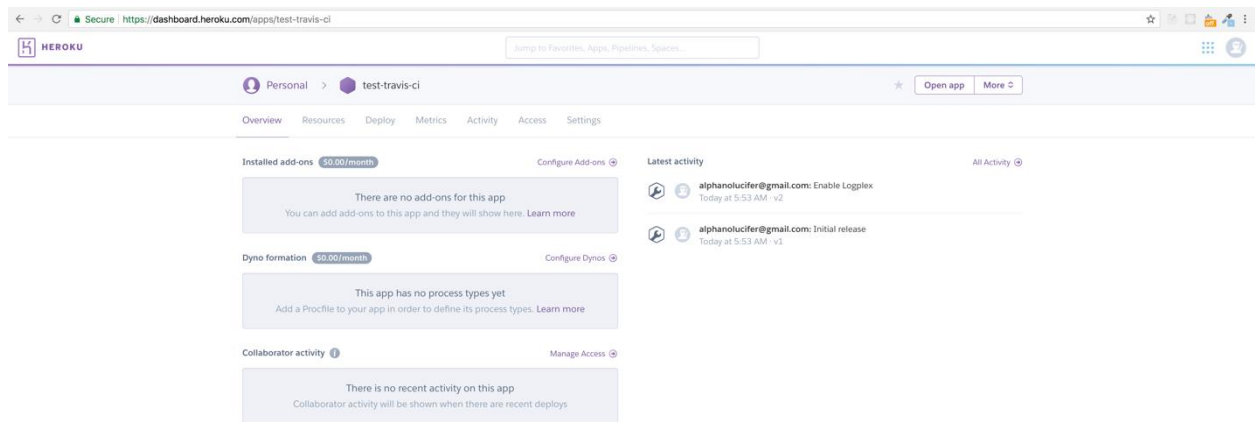 Secure https://dashboard.heroku.com/apps/test-travis-ci
HEROKU
Jump to Favorites, Apps, Pipelines, Spaces...
Personal > test-travis-ci
Open app More
Overview Resources Deploy Metrics Activity Access Settings
Installed add-ons $0.00/month Configure Add-ons
There are no add-ons for this app
You can add add-ons to this app and they will show here. Learn more
Dyno formation $0.00/month Configure Dynos
This app has no process types yet
Add a Procfile to your app in order to define its process types. Learn more
Collaborator activity Manage Access
There is no recent activity on this app
Collaborator activity will be shown when there are recent deploys
Latest activity All Activity
alphanolucifer@gmail.com: Enable Logplex
Today at 5:53 AM · v2
alphanolucifer@gmail.com: Initial release
Today at 5:53 AM · v1